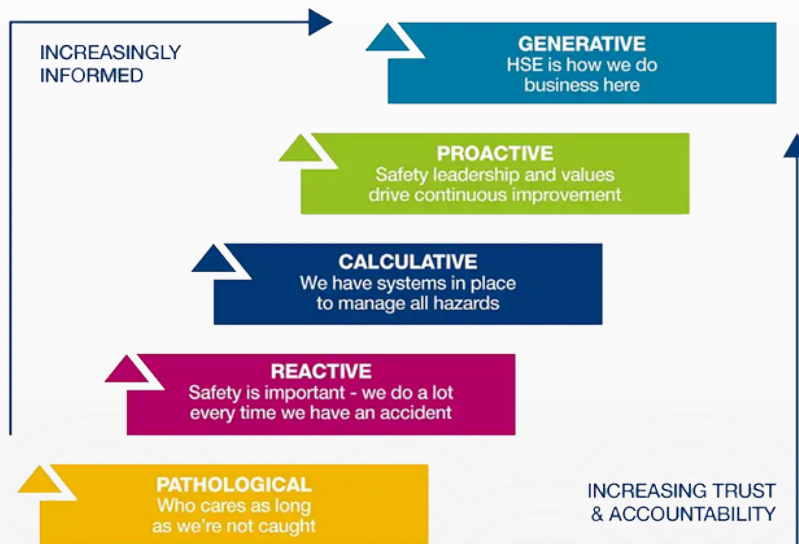 INCREASINGLY
INFORMED
GENERATIVE
HSE is how we do
business here
PROACTIVE
Safety leadership and values
drive continuous improvement
CALCULATIVE
We have systems in place
to manage all hazards
REACTIVE
Safety is important - we do a lot
every time we have an accident
PATHOLOGICAL
Who cares as long
as we're not caught
INCREASING TRUST
& ACCOUNTABILITY